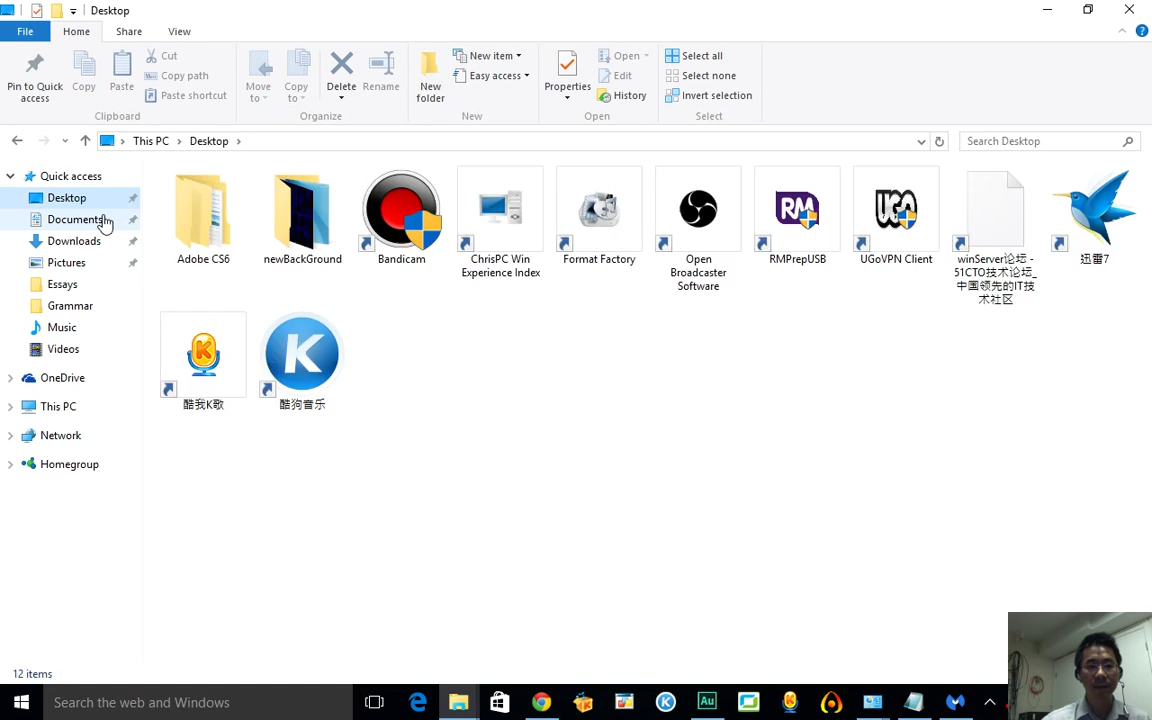 Desktop
File
Home
Share
View
Pin to Quick access
Copy
Paste
Cut
Copy path
Paste shortcut
Clipboard
Move to
Copy to
Delete
Rename
Organize
New folder
New item
Easy access
New
Properties
Open
Edit
History
Open
Select all
Select none
Invert selection
Select
This PC
Desktop
Search Desktop
Quick access
Desktop
Documents
Downloads
Pictures
Essays
Grammar
Music
Videos
OneDrive
This PC
Network
Homegroup
Adobe CS6
newBackGround
Bandicam
ChrisPC Win
Experience Index
Format Factory
Open
Broadcaster
Software
RM
RMPrepUSB
UGO
UGoVPN Client
winServer论坛 -
51CTO技术论坛_
中国领先的IT技
术社区
迅雷7
K
酷我K歌
K
酷狗音乐
12 items
Search the web and Windows
Au